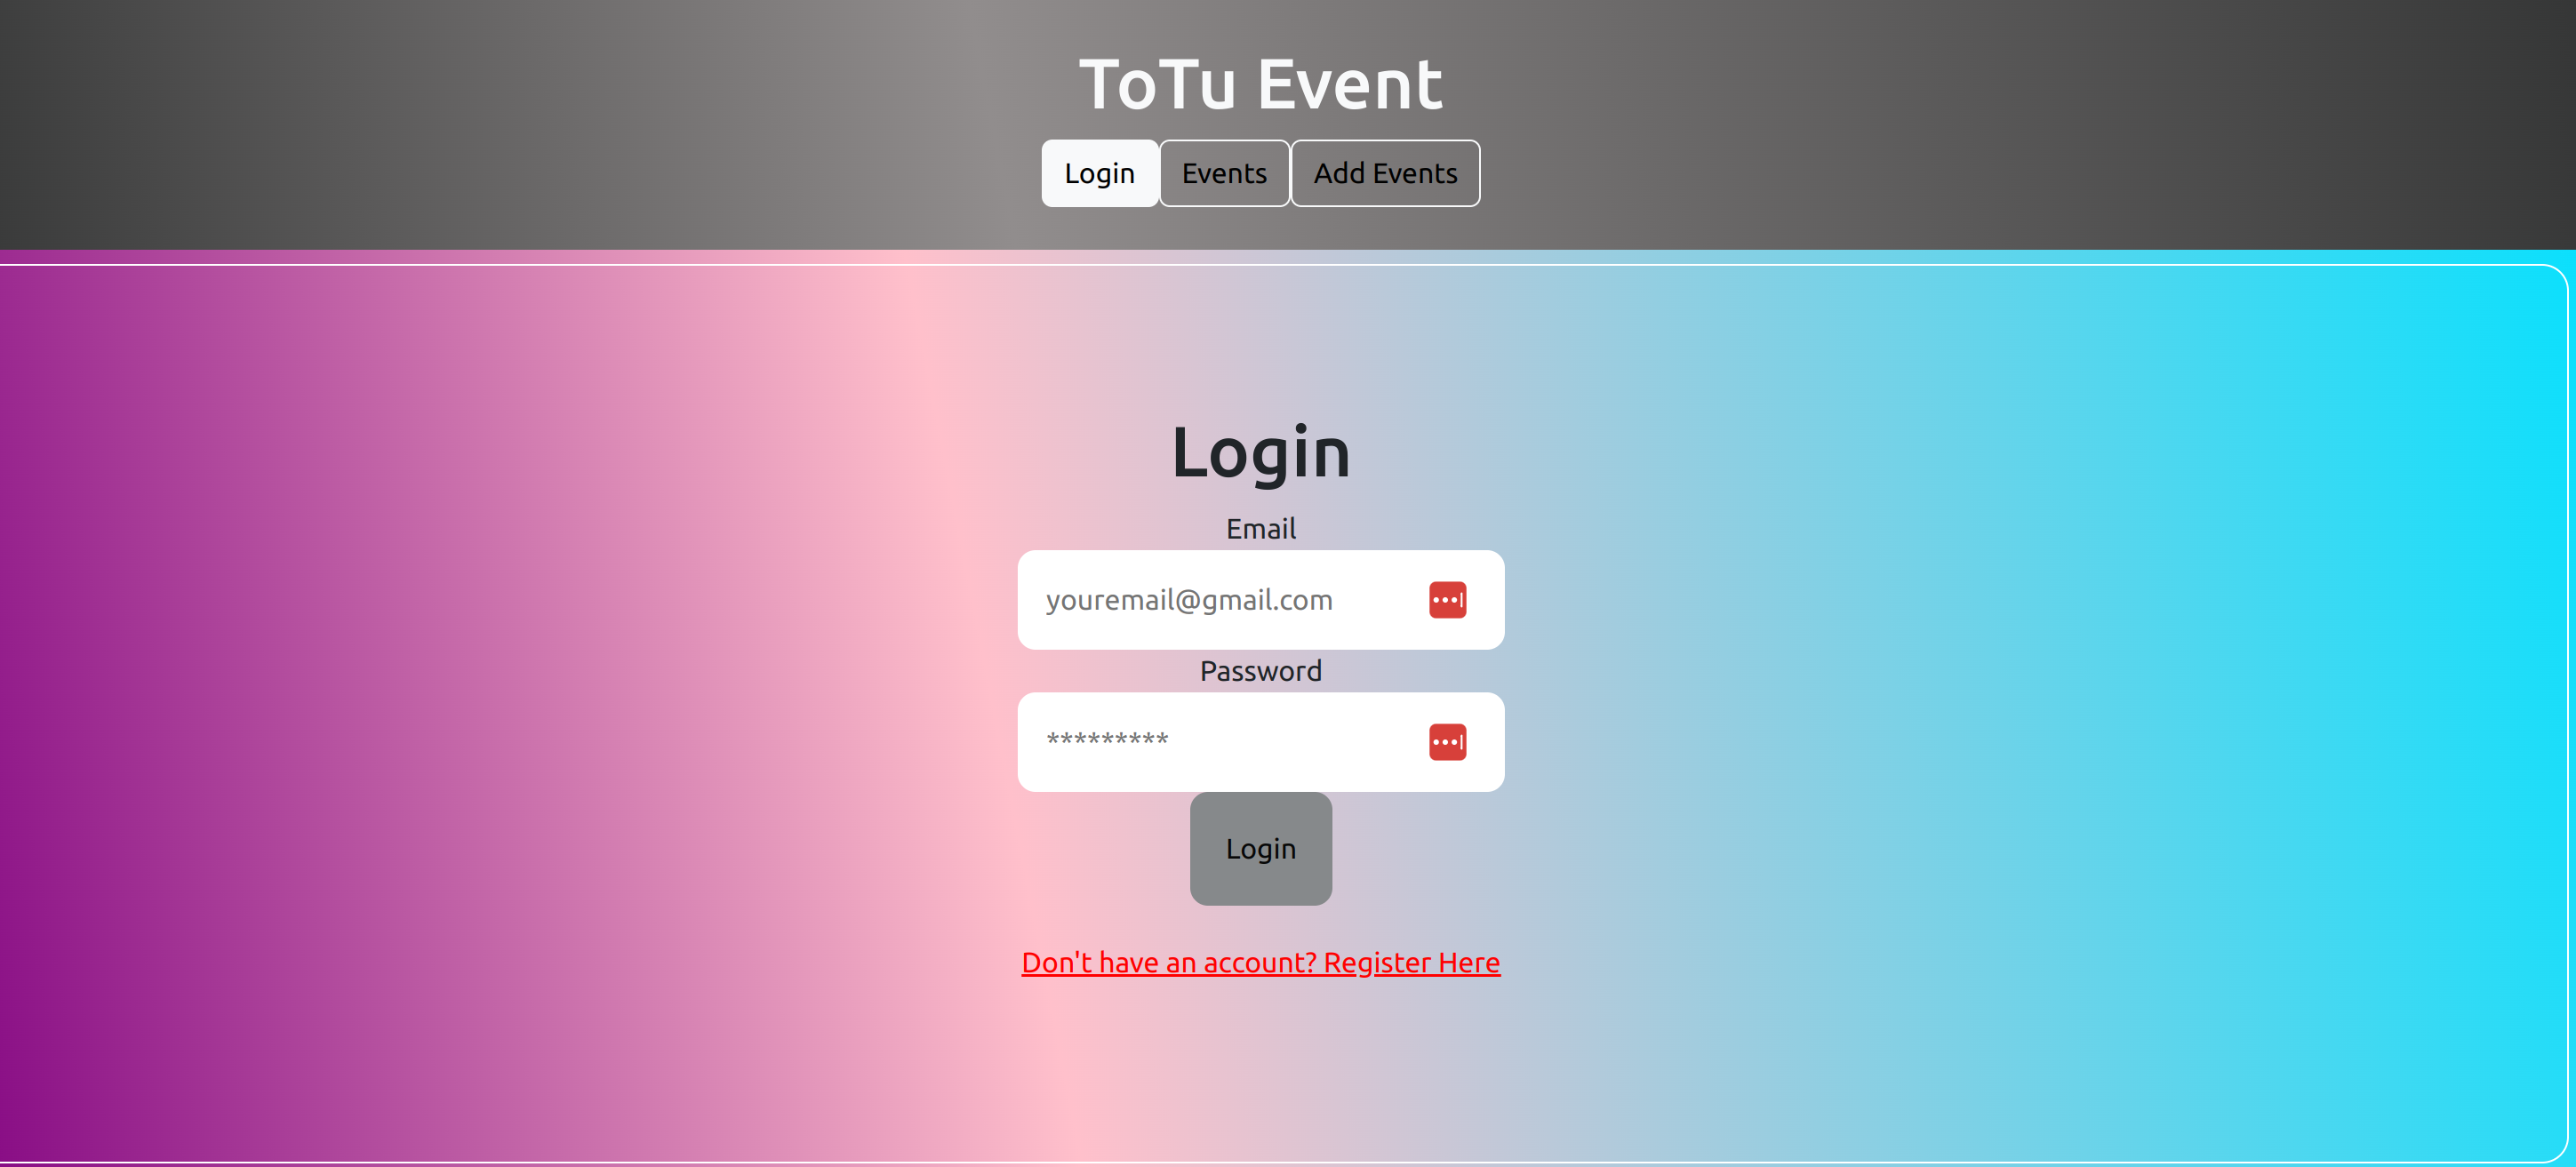 ToTu Event
Login Events Add Events
Login
Email
youremail@gmail.com
Password
*********
Login
Don't have an account? Register Here